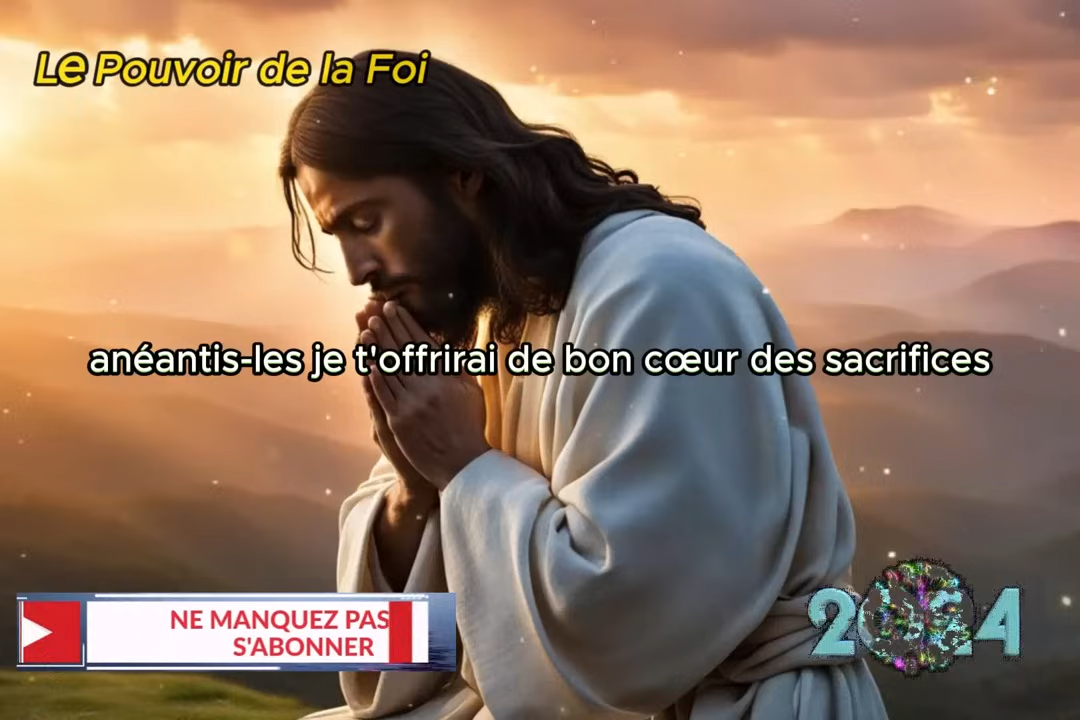 Le Pouvoir de la Foi
anéantis-les je t'offrirai de bon cœur des sacrifices
NE MANQUEZ PAS
S'ABONNER
2024